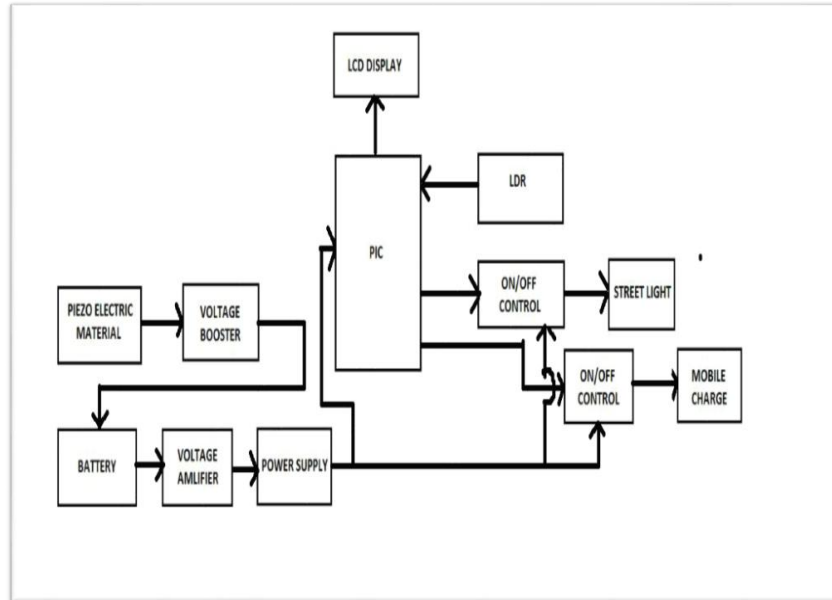 LCD DISPLAY
LDR
PIC
ON/OFF
CONTROL
STREET LIGHT
PIEZO ELECTRIC
MATERIAL
VOLTAGE
BOOSTER
ON/OFF
CONTROL
MOBILE
CHARGE
BATTERY
VOLTAGE
AMLIFIER
POWER SUPPLY